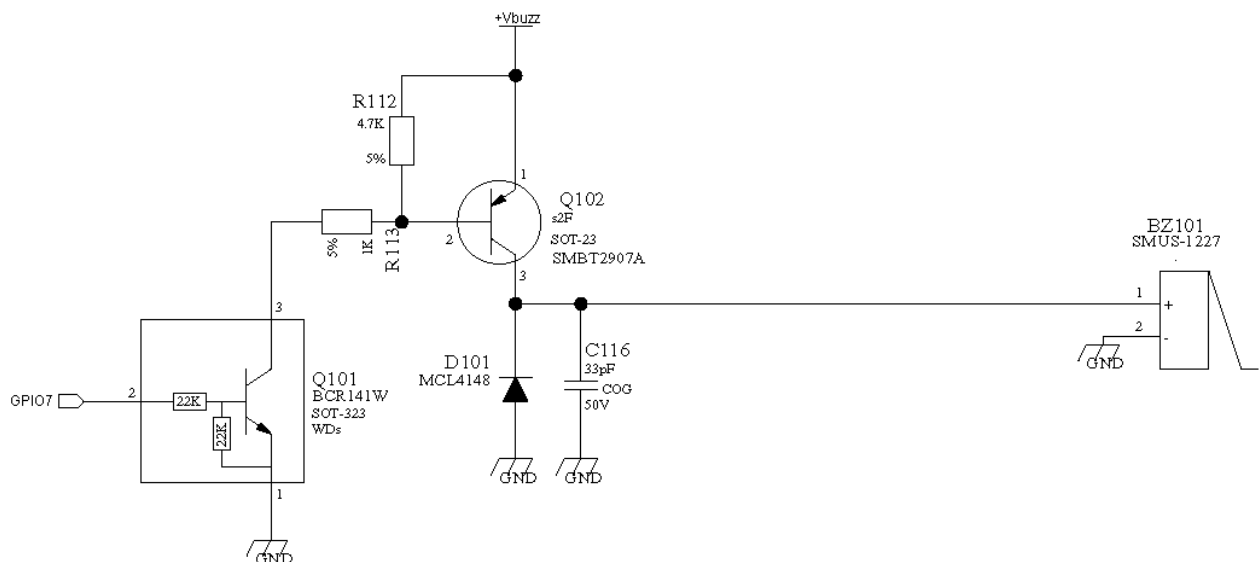 +Vbuzz
R112
4.7K
5%
1
Q102
s2F
SOT-23
SMBT2907A
2
3
5%
1K
R113
BZ101
SMUS-1227
1
+
2
-
GND
3
Q101
BCR141W
SOT-323
WDs
GPIO7
2
22K
22K
1
GND
D101
MCL4148
GND
C116
33pF
COG
50V
GND